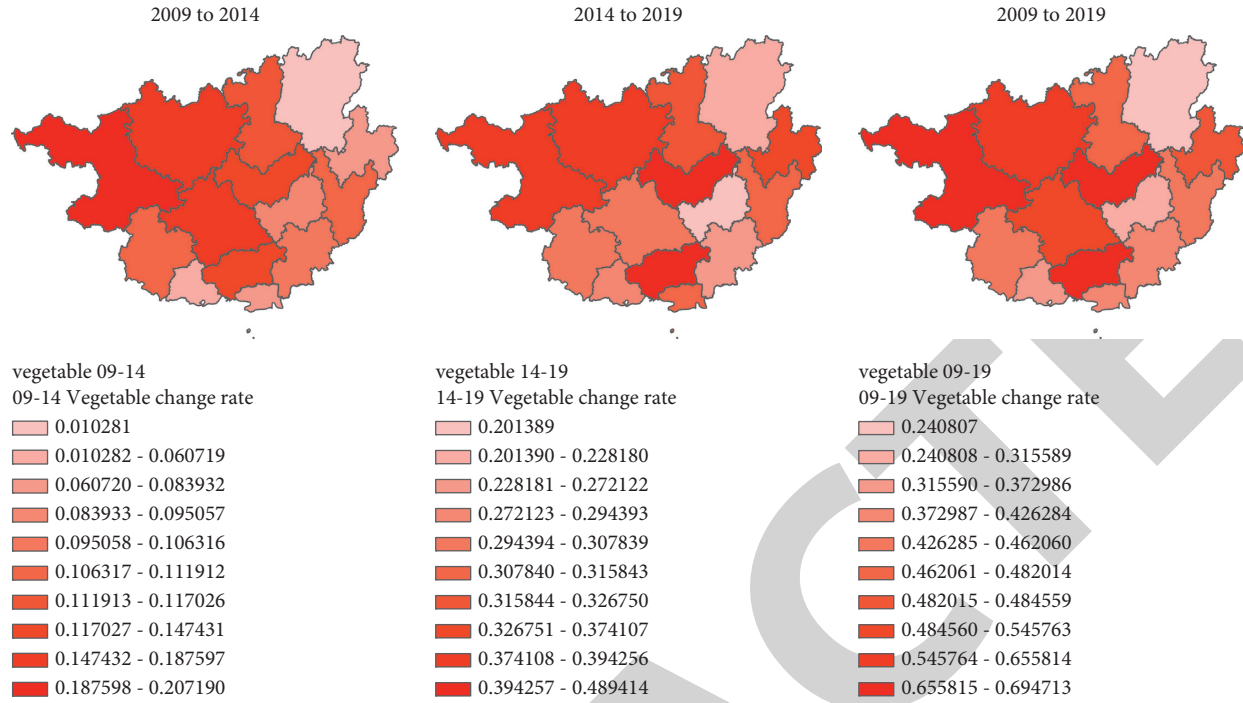 2009 to 2014
2014 to 2019
2009 to 2019
vegetable 09-14
09-14 Vegetable change rate
0.010281
0.010282 - 0.060719
0.060720 - 0.083932
0.083933 - 0.095057
0.095058 - 0.106316
0.106317 - 0.111912
0.111913 - 0.117026
0.117027 - 0.147431
0.147432 - 0.187597
0.187598 - 0.207190
vegetable 14-19
14-19 Vegetable change rate
0.201389
0.201390 - 0.228180
0.228181 - 0.272122
0.272123 - 0.294393
0.294394 - 0.307839
0.307840 - 0.315843
0.315844 - 0.326750
0.326751 - 0.374107
0.374108 - 0.394256
0.394257 - 0.489414
vegetable 09-19
09-19 Vegetable change rate
0.240807
0.240808 - 0.315589
0.315590 - 0.372986
0.372987 - 0.426284
0.426285 - 0.462060
0.462061 - 0.482014
0.482015 - 0.484559
0.484560 - 0.545763
0.545764 - 0.655814
0.655815 - 0.694713
ACTE